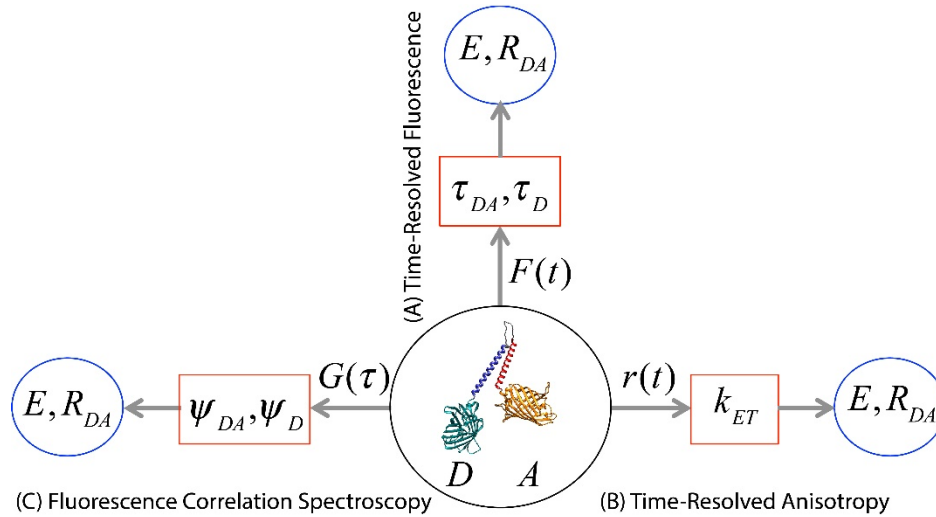 E, R_DA
(A) Time-Resolved Fluorescence
τ_DA, τ_D
F(t)
E, R_DA
ψ_DA, ψ_D
G(τ)
r(t)
k_ET
E, R_DA
D A
(C) Fluorescence Correlation Spectroscopy
(B) Time-Resolved Anisotropy